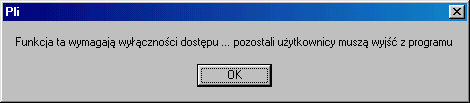 Pli
Funkcja ta wymagają wyłączności dostępu ... pozostali użytkownicy muszą wyjść z programu
OK